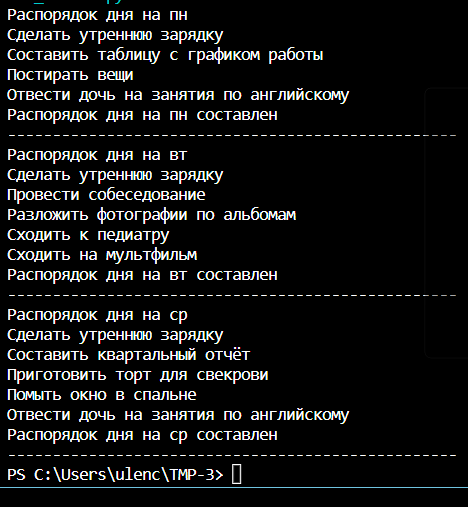 Распорядок дня на пн
Сделать утреннюю зарядку
Составить таблицу с графиком работы
Постирать вещи
Отвести дочь на занятия по английскому
Распорядок дня на пн составлен
--------------------------------------------------
Распорядок дня на вт
Сделать утреннюю зарядку
Провести собеседование
Разложить фотографии по альбомам
Сходить к педиатру
Сходить на мультфильм
Распорядок дня на вт составлен
--------------------------------------------------
Распорядок дня на ср
Сделать утреннюю зарядку
Составить квартальный отчёт
Приготовить торт для свекрови
Помыть окно в спальне
Отвести дочь на занятия по английскому
Распорядок дня на ср составлен
--------------------------------------------------
PS C:\Users\ulenc\TMP-3>